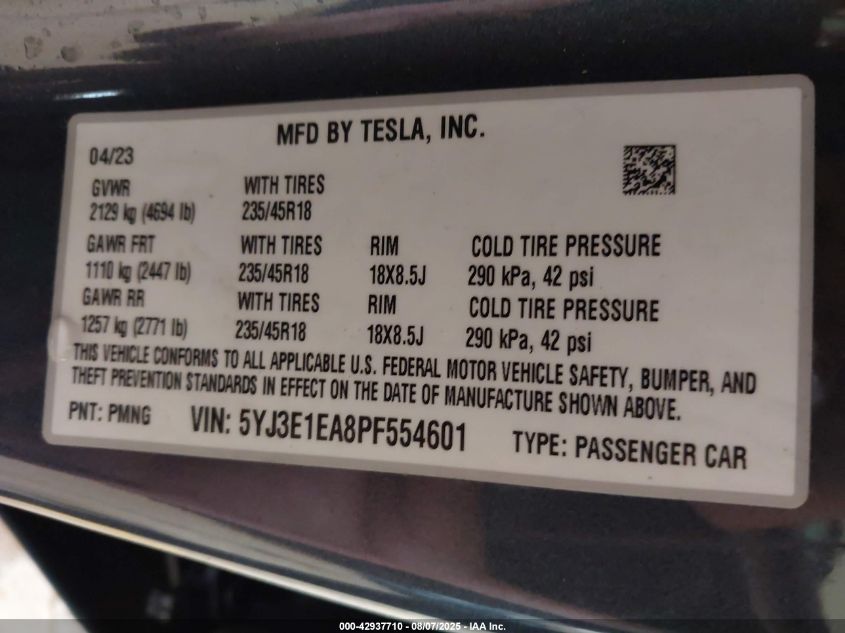 MFD BY TESLA, INC.
04/23
GVWR WITH TIRES
2129 kg (4694 lb) 235/45R18
GAWR FRT WITH TIRES RIM COLD TIRE PRESSURE
1110 kg (2447 lb) 235/45R18 18X8.5J 290 kPa, 42 psi
GAWR RR WITH TIRES RIM COLD TIRE PRESSURE
1257 kg (2771 lb) 235/45R18 18X8.5J 290 kPa, 42 psi
THIS VEHICLE CONFORMS TO ALL APPLICABLE U.S. FEDERAL MOTOR VEHICLE SAFETY, BUMPER, AND
THEFT PREVENTION STANDARDS IN EFFECT ON THE DATE OF MANUFACTURE SHOWN ABOVE.
PNT: PMNG VIN: 5YJ3E1EA8PF554601 TYPE: PASSENGER CAR
000-42937710 - 08/07/2025 - IAA Inc.